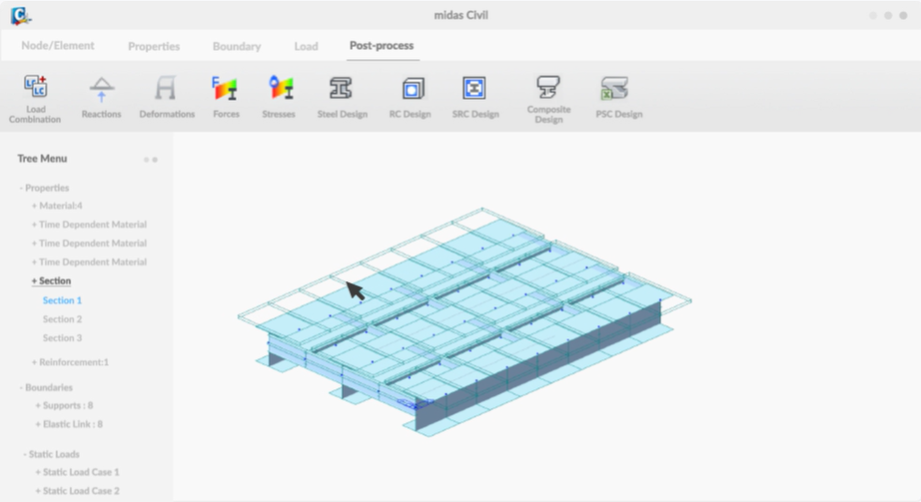 midas Civil
Node/Element Properties Boundary Load Post-process
Load Combination
Reactions
Deformations
Forces
Stresses
Steel Design
RC Design
SRC Design
Composite Design
PSC Design
Tree Menu
- Properties
+ Material:4
+ Time Dependent Material
+ Time Dependent Material
+ Time Dependent Material
+ Section
Section 1
Section 2
Section 3
+ Reinforcement:1
- Boundaries
+ Supports : 8
+ Elastic Link : 8
- Static Loads
+ Static Load Case 1
+ Static Load Case 2